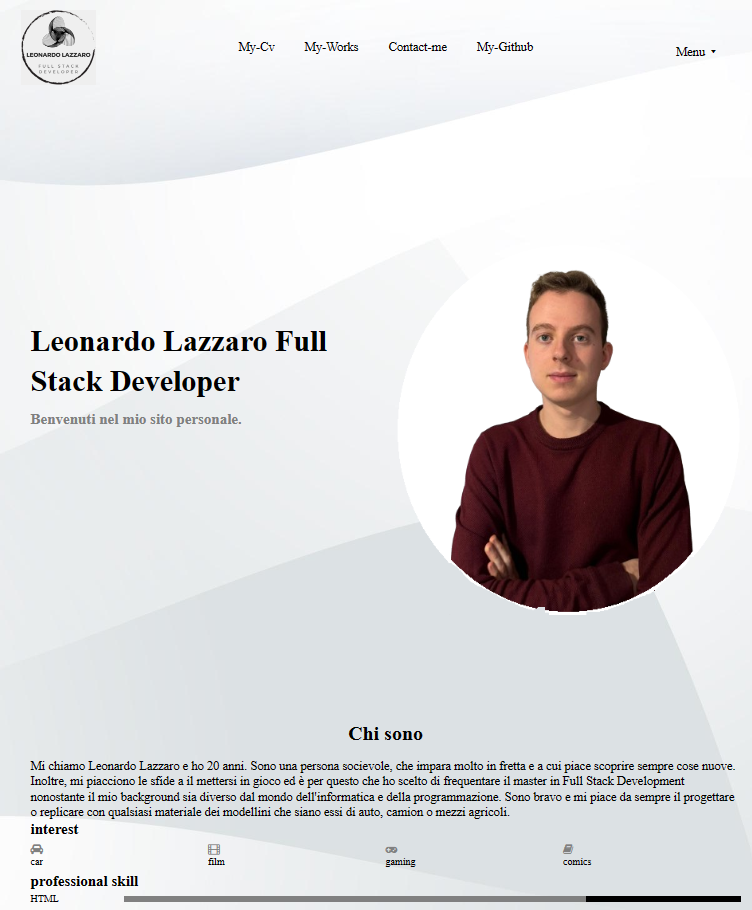 LEONARDO LAZZARO
FULL STACK
DEVELOPER
My-Cv My-Works Contact-me My-Github Menu
Leonardo Lazzaro Full
Stack Developer
Benvenuti nel mio sito personale.
Chi sono
Mi chiamo Leonardo Lazzaro e ho 20 anni. Sono una persona socievole, che impara molto in fretta e a cui piace scoprire sempre cose nuove.
Inoltre, mi piacciono le sfide a il mettersi in gioco ed è per questo che ho scelto di frequentare il master in Full Stack Development
nonostante il mio background sia diverso dal mondo dell'informatica e della programmazione. Sono bravo e mi piace da sempre il progettare
o replicare con qualsiasi materiale dei modellini che siano essi di auto, camion o mezzi agricoli.
interest
car film gaming comics
professional skill
HTML